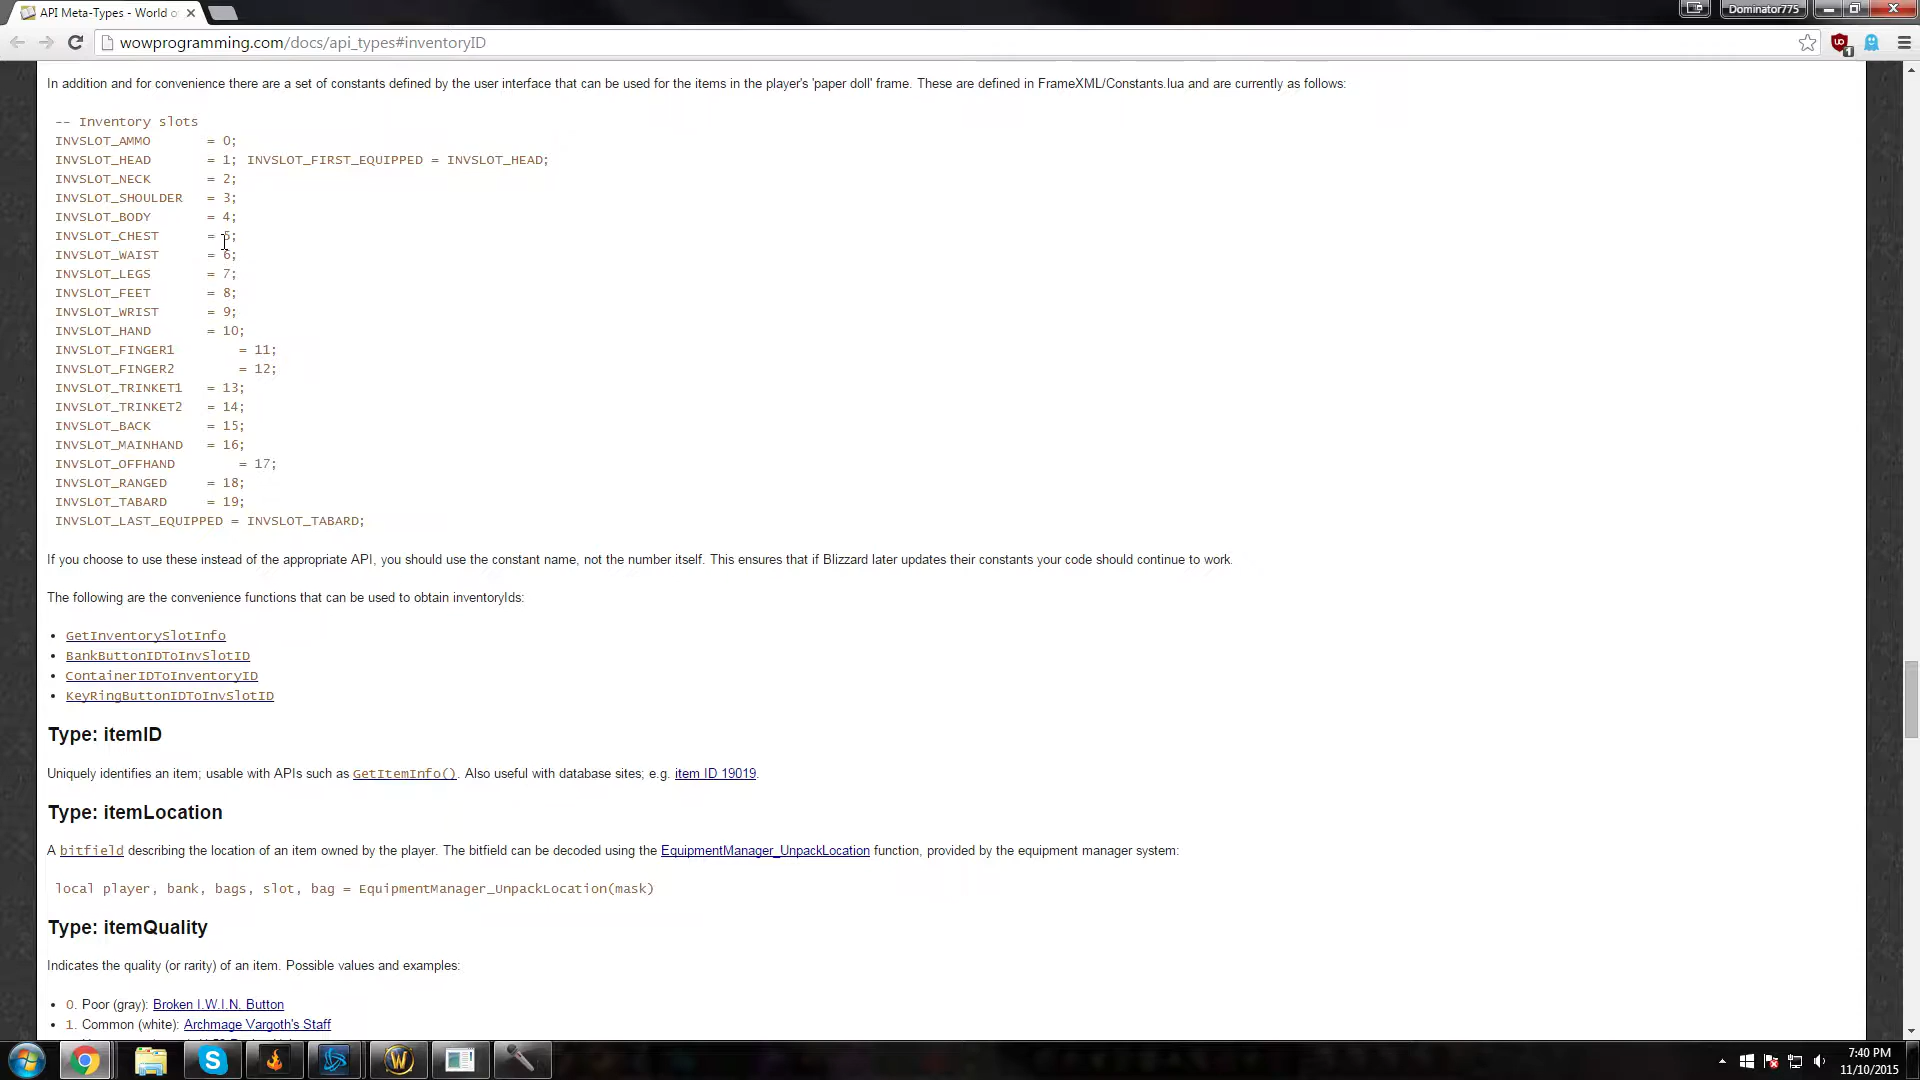 API Meta-Types - World o
Dominator775
wowprogramming.com/docs/api_types#inventoryID
In addition and for convenience there are a set of constants defined by the user interface that can be used for the items in the player's 'paper doll' frame. These are defined in FrameXML/Constants.lua and are currently as follows:
-- Inventory slots
INVSLOT_AMMO = 0;
INVSLOT_HEAD = 1; INVSLOT_FIRST_EQUIPPED = INVSLOT_HEAD;
INVSLOT_NECK = 2;
INVSLOT_SHOULDER = 3;
INVSLOT_BODY = 4;
INVSLOT_CHEST = 5;
INVSLOT_WAIST = 6;
INVSLOT_LEGS = 7;
INVSLOT_FEET = 8;
INVSLOT_WRIST = 9;
INVSLOT_HAND = 10;
INVSLOT_FINGER1 = 11;
INVSLOT_FINGER2 = 12;
INVSLOT_TRINKET1 = 13;
INVSLOT_TRINKET2 = 14;
INVSLOT_BACK = 15;
INVSLOT_MAINHAND = 16;
INVSLOT_OFFHAND = 17;
INVSLOT_RANGED = 18;
INVSLOT_TABARD = 19;
INVSLOT_LAST_EQUIPPED = INVSLOT_TABARD;
If you choose to use these instead of the appropriate API, you should use the constant name, not the number itself. This ensures that if Blizzard later updates their constants your code should continue to work.
The following are the convenience functions that can be used to obtain inventoryIds:
• GetInventorySlotInfo
• BankButtonIDToInvSlotID
• ContainerIDToInventoryID
• KeyRingButtonIDToInvSlotID
Type: itemID
Uniquely identifies an item; usable with APIs such as GetItemInfo(). Also useful with database sites; e.g. item ID 19019.
Type: itemLocation
A bitfield describing the location of an item owned by the player. The bitfield can be decoded using the EquipmentManager_UnpackLocation function, provided by the equipment manager system:
local player, bank, bags, slot, bag = EquipmentManager_UnpackLocation(mask)
Type: itemQuality
Indicates the quality (or rarity) of an item. Possible values and examples:
• 0. Poor (gray): Broken I.W.I.N. Button
• 1. Common (white): Archmage Vargoth's Staff
7:40 PM
11/10/2015